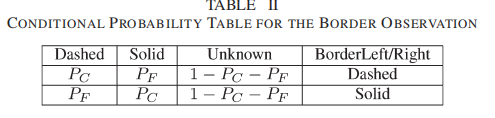 TABLE II
CONDITIONAL PROBABILITY TABLE FOR THE BORDER OBSERVATION
Dashed Solid Unknown BorderLeft/Right
P_C P_F 1 − P_C − P_F Dashed
P_F P_C 1 − P_C − P_F Solid